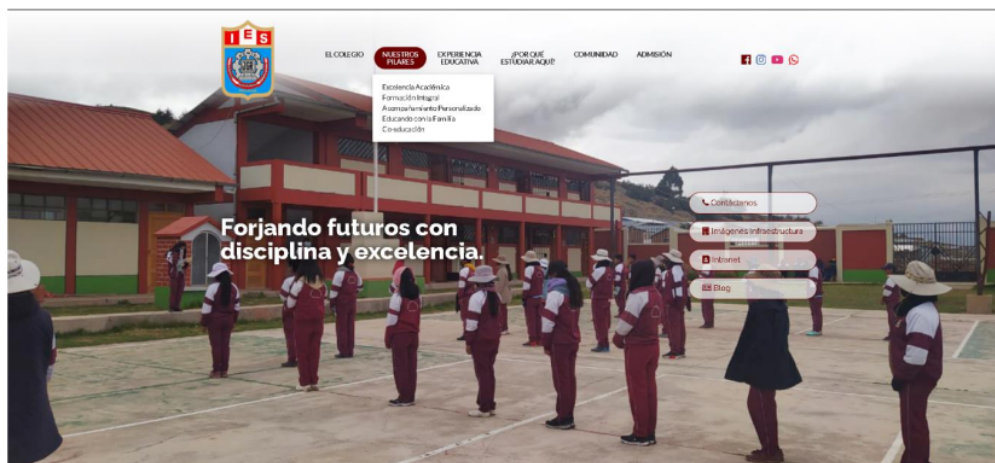 IES
EL COLEGIO
NUESTROS
PILARES
EXPERIENCIA
EDUCATIVA
¿POR QUÉ
ESTUDIAR AQUÍ?
COMUNIDAD
ADMISIÓN
Excelencia Académica
Formación Integral
Acompañamiento Personalizado
Educando con la Familia
Co-educación
Forjando futuros con
disciplina y excelencia.
Contáctanos
Imágenes Infraestructura
Intranet
Blog